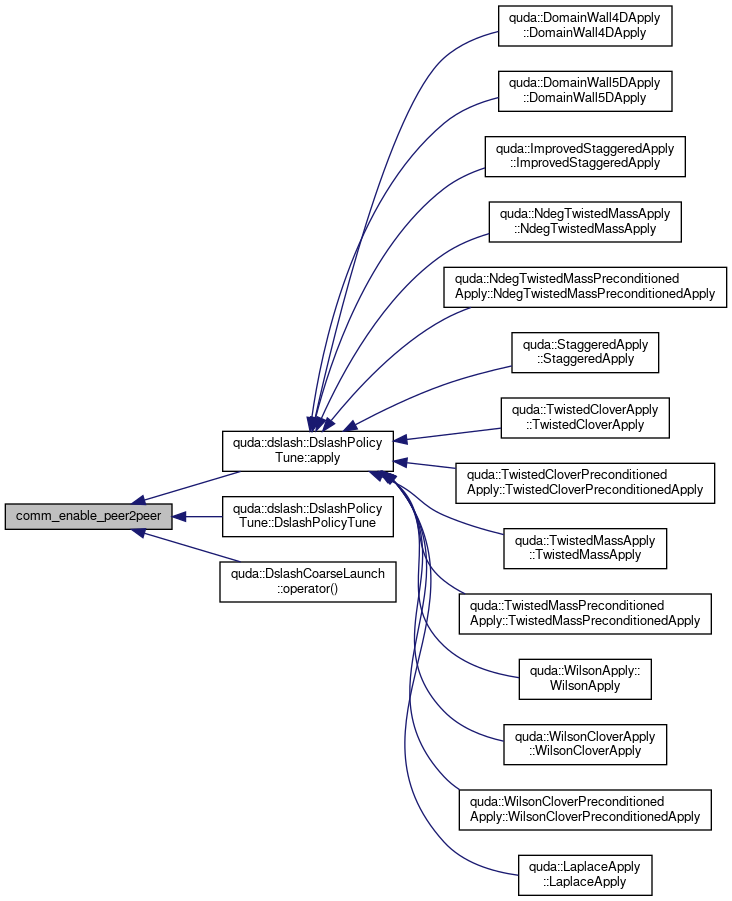 quda::DomainWall4DApply
::DomainWall4DApply
quda::DomainWall5DApply
::DomainWall5DApply
quda::ImprovedStaggeredApply
::ImprovedStaggeredApply
quda::NdegTwistedMassApply
::NdegTwistedMassApply
quda::NdegTwistedMassPreconditioned
Apply::NdegTwistedMassPreconditionedApply
quda::StaggeredApply
::StaggeredApply
quda::TwistedCloverApply
::TwistedCloverApply
quda::dslash::DslashPolicy
Tune::apply
quda::TwistedCloverPreconditioned
Apply::TwistedCloverPreconditionedApply
comm_enable_peer2peer
quda::dslash::DslashPolicy
Tune::DslashPolicyTune
quda::TwistedMassApply
::TwistedMassApply
quda::DslashCoarseLaunch
::operator()
quda::TwistedMassPreconditioned
Apply::TwistedMassPreconditionedApply
quda::WilsonApply::
WilsonApply
quda::WilsonCloverApply
::WilsonCloverApply
quda::WilsonCloverPreconditioned
Apply::WilsonCloverPreconditionedApply
quda::LaplaceApply
::LaplaceApply